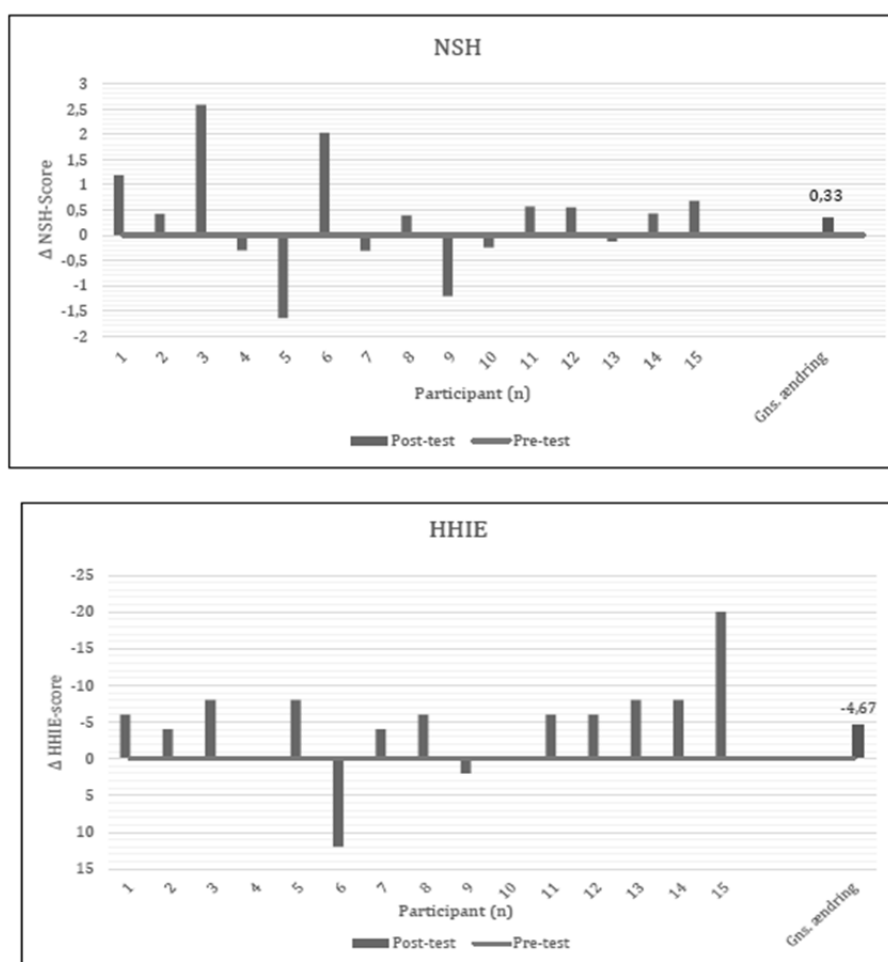 NSH
3
2,5
2
1,5
1
0,5
0
-0,5
-1
-1,5
-2
Δ NSH-Score
0,33
1 2 3 4 5 6 7 8 9 10 11 12 13 14 15 Gns. ændring
Participant (n)
Post-test Pre-test
HHIE
-25
-20
-15
-10
-5
0
5
10
15
Δ HHIE-score
-4,67
1 2 3 4 5 6 7 8 9 10 11 12 13 14 15 Gns. ændring
Participant (n)
Post-test Pre-test